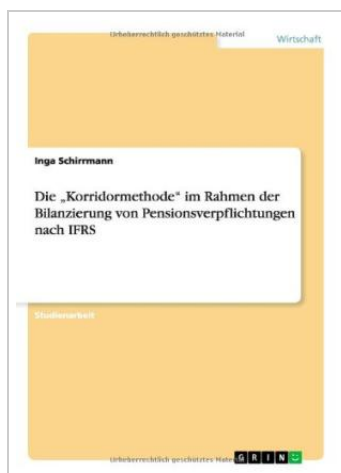 Urheberrechtlich geschütztes Material
Wirtschaft
Inga Schirrmann
Die „Korridormethode“ im Rahmen der
Bilanzierung von Pensionsverpflichtungen
nach IFRS
Studienarbeit
Urheberrechtlich geschütztes Material
GRIN